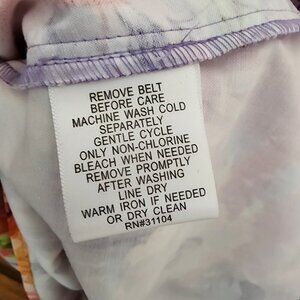 REMOVE BELT
BEFORE CARE
MACHINE WASH COLD
SEPARATELY
GENTLE CYCLE
ONLY NON-CHLORINE
BLEACH WHEN NEEDED
REMOVE PROMPTLY
AFTER WASHING
LINE DRY
WARM IRON IF NEEDED
OR DRY CLEAN
RN#31104